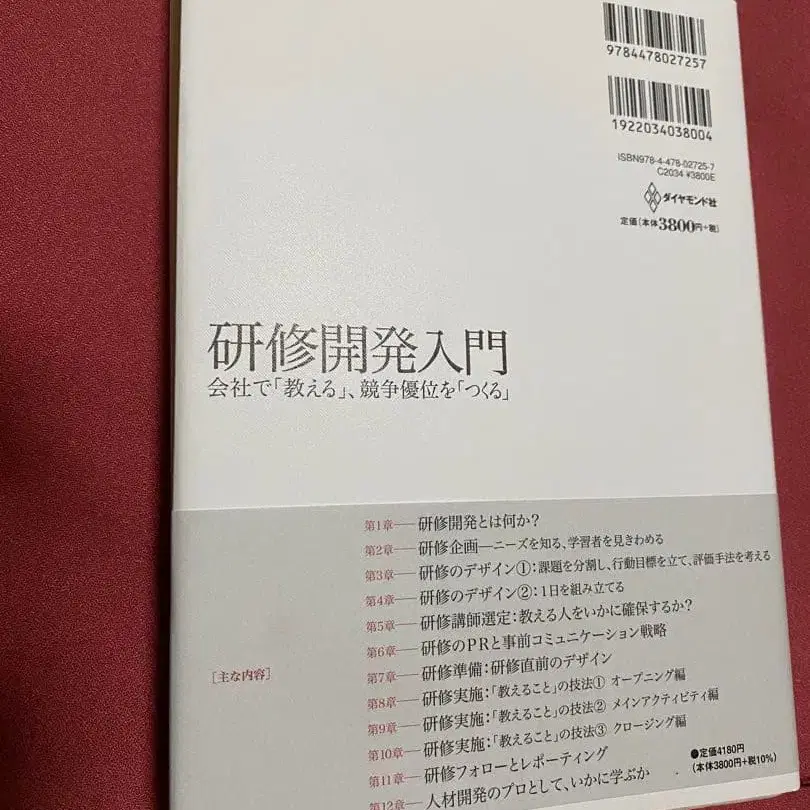 9784478027257
1922034038004
ISBN978-4-478-02725-7
C2034 ¥3800E
ダイヤモンド社
定価(本体3800円+税)
研修開発入門
会社で「教える」、競争優位を「つくる」
[主な内容]
第1章 — 研修開発とは何か?
第2章 — 研修企画—ニーズを知る、学習者を見きわめる
第3章 — 研修のデザイン①:課題を分割し、行動目標を立て、評価手法を考える
第4章 — 研修のデザイン②:1日を組み立てる
第5章 — 研修講師選定:教える人をいかに確保するか?
第6章 — 研修のPRと事前コミュニケーション戦略
第7章 — 研修準備:研修直前のデザイン
第8章 — 研修実施:「教えること」の技法① オープニング編
第9章 — 研修実施:「教えること」の技法② メインアクティビティ編
第10章 — 研修実施:「教えること」の技法③ クロージング編
第11章 — 研修フォローとレポーティング
第12章 — 人材開発のプロとして、いかに学ぶか
●定価4180円
(本体3800円+税10%)